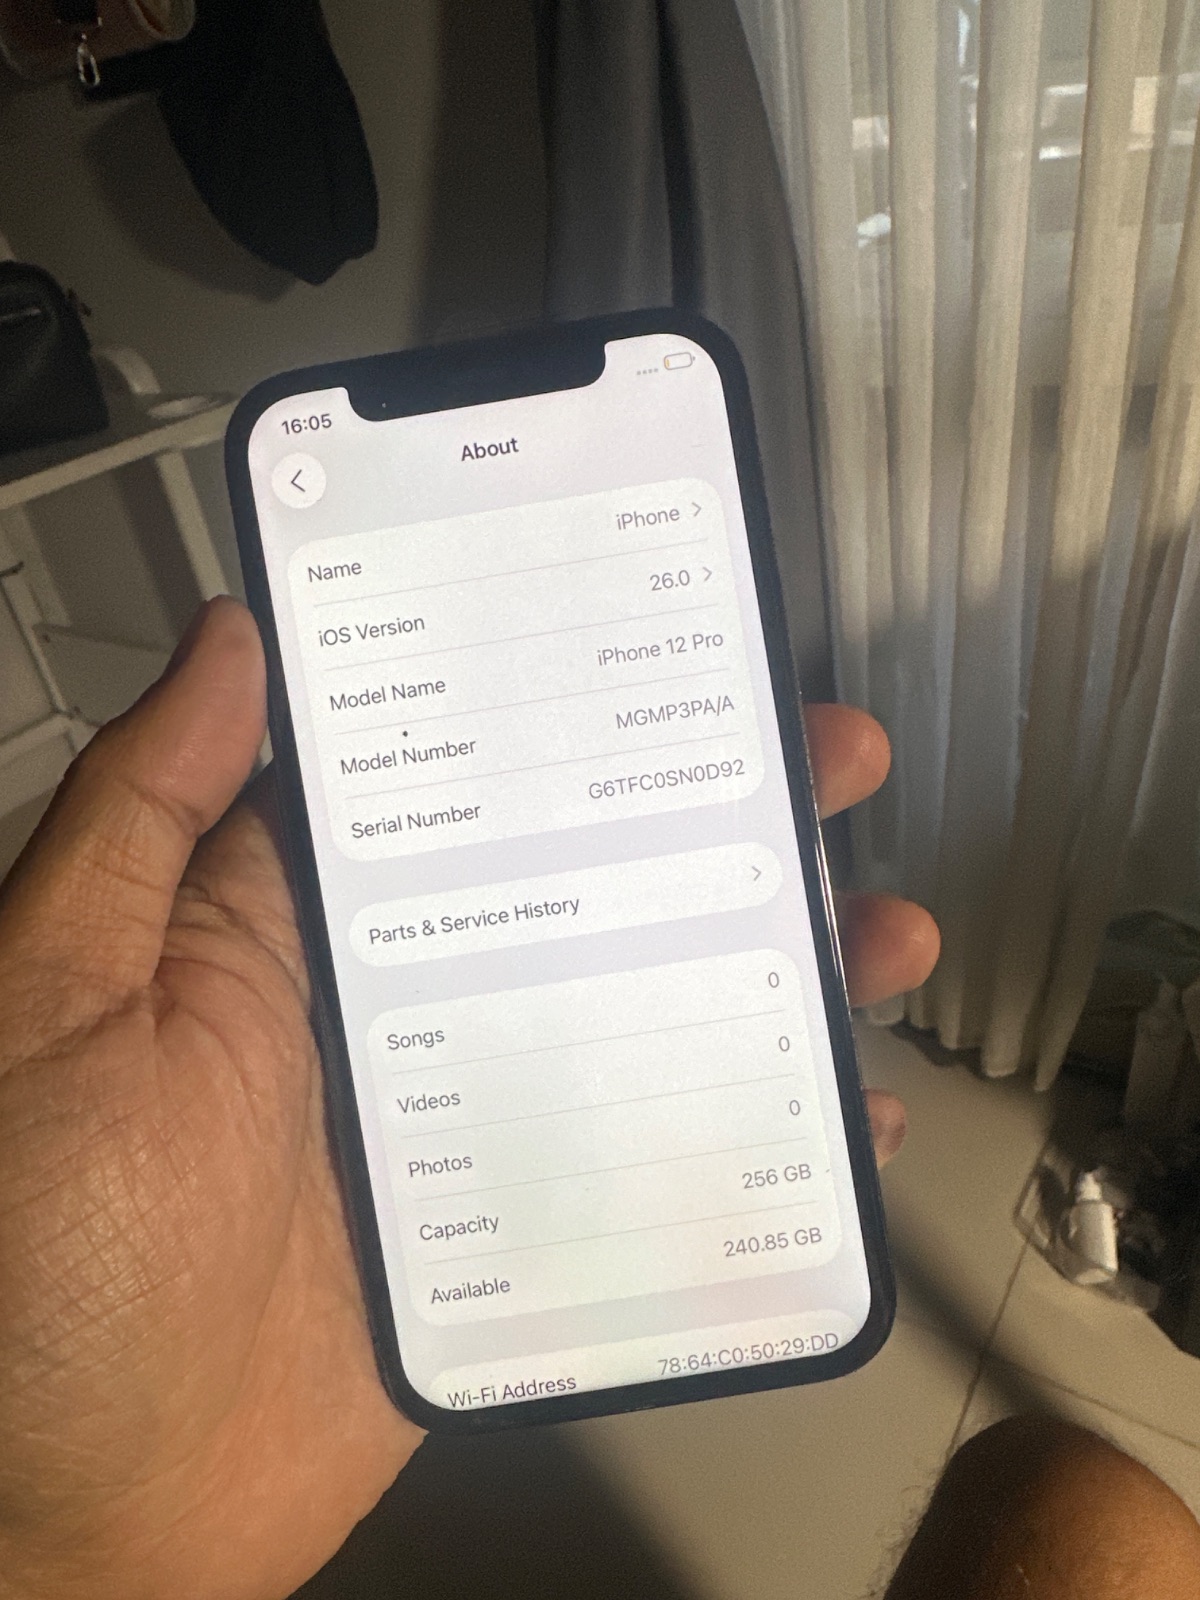 16:05
About
Name iPhone
iOS Version 26.0
Model Name iPhone 12 Pro
Model Number MGMP3PA/A
Serial Number G6TFC0SN0D92
Parts & Service History
Songs 0
Videos 0
Photos 0
Capacity 256 GB
Available 240.85 GB
Wi-Fi Address 78:64:C0:50:29:DD